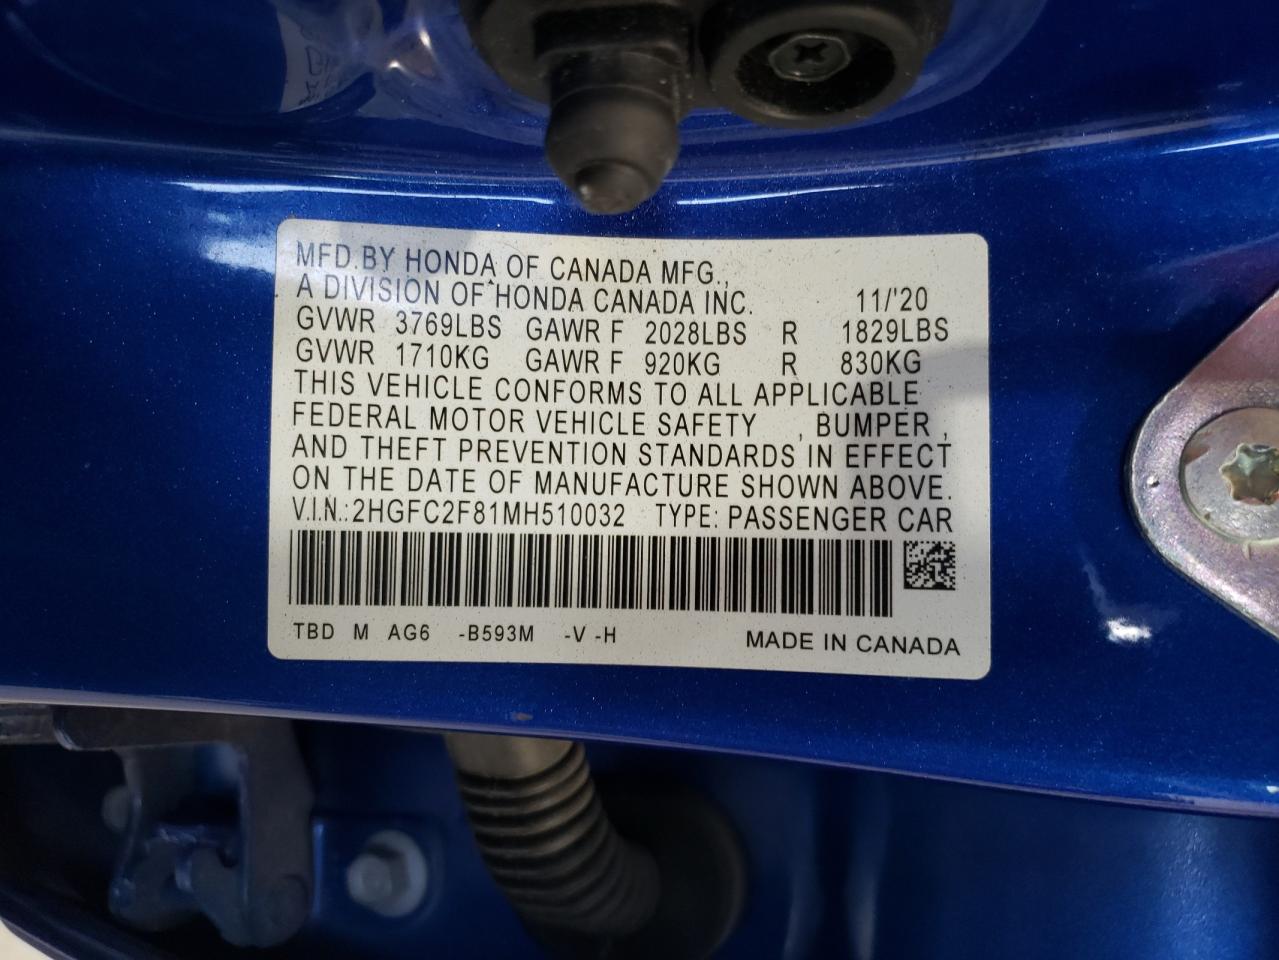 MFD.BY HONDA OF CANADA MFG.,
A DIVISION OF HONDA CANADA INC. 11/'20
GVWR 3769LBS GAWR F 2028LBS R 1829LBS
GVWR 1710KG GAWR F 920KG R 830KG
THIS VEHICLE CONFORMS TO ALL APPLICABLE
FEDERAL MOTOR VEHICLE SAFETY , BUMPER ,
AND THEFT PREVENTION STANDARDS IN EFFECT
ON THE DATE OF MANUFACTURE SHOWN ABOVE.
V.I.N.:2HGFC2F81MH510032 TYPE: PASSENGER CAR
TBD M AG6 -B593M -V -H MADE IN CANADA